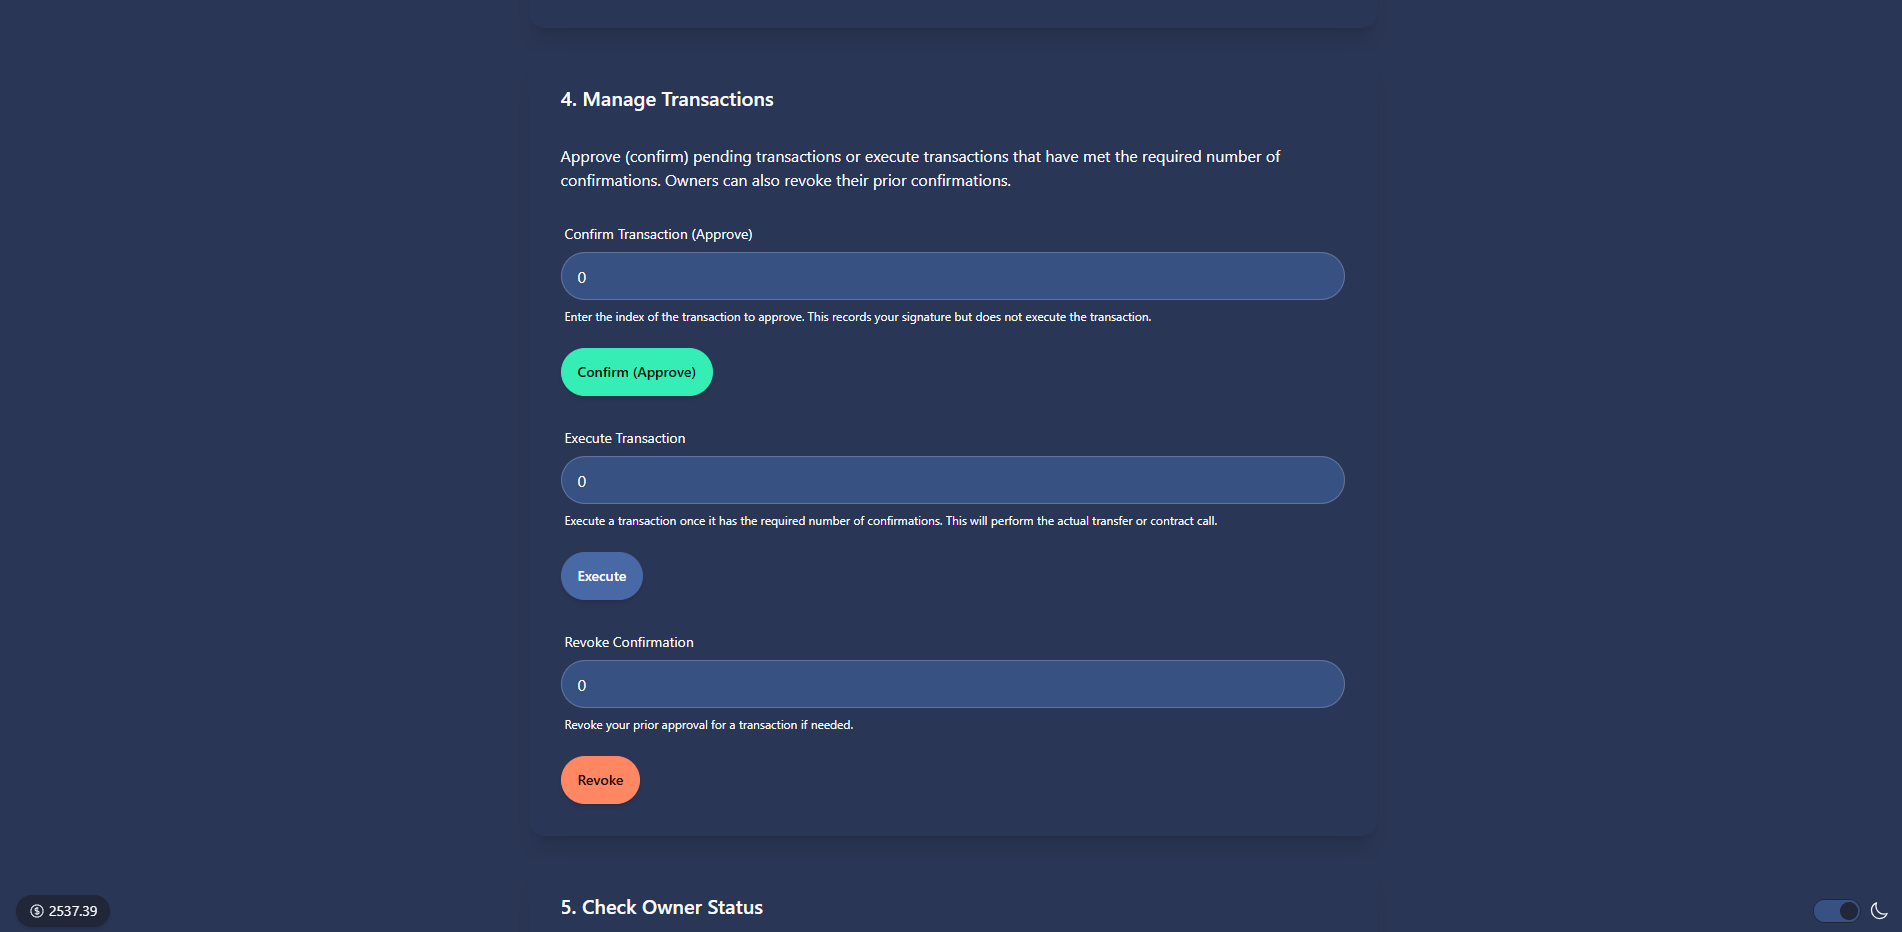 4. Manage Transactions
Approve (confirm) pending transactions or execute transactions that have met the required number of
confirmations. Owners can also revoke their prior confirmations.
Confirm Transaction (Approve)
0
Enter the index of the transaction to approve. This records your signature but does not execute the transaction.
Confirm (Approve)
Execute Transaction
0
Execute a transaction once it has the required number of confirmations. This will perform the actual transfer or contract call.
Execute
Revoke Confirmation
0
Revoke your prior approval for a transaction if needed.
Revoke
5. Check Owner Status
2537.39